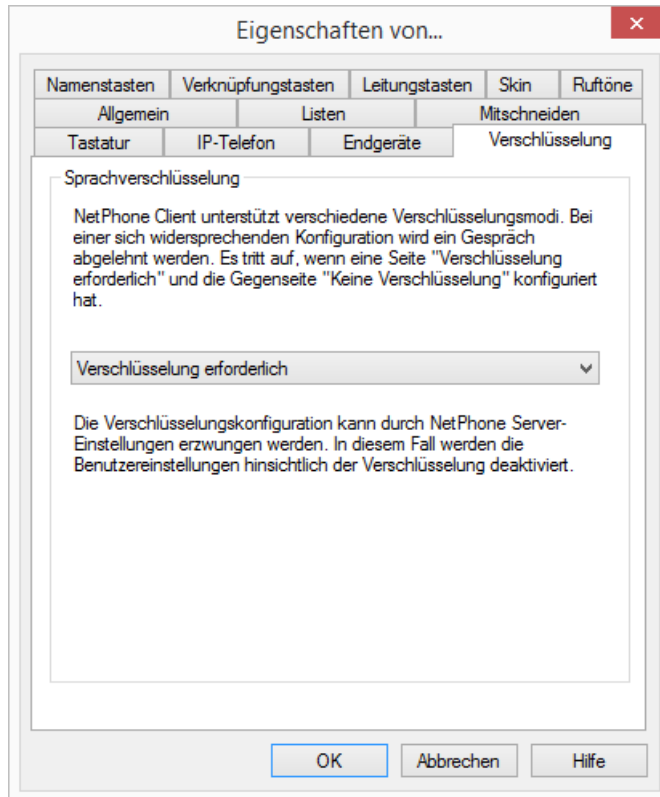 Eigenschaften von...
Namenstasten Verknüpfungstasten Leitungstasten Skin Ruftöne
Allgemein Listen Mitschneiden
Tastatur IP-Telefon Endgeräte Verschlüsselung
Sprachverschlüsselung
NetPhone Client unterstützt verschiedene Verschlüsselungsmodi. Bei
einer sich widersprechenden Konfiguration wird ein Gespräch
abgelehnt werden. Es tritt auf, wenn eine Seite "Verschlüsselung
erforderlich" und die Gegenseite "Keine Verschlüsselung" konfiguriert
hat.
Verschlüsselung erforderlich
Die Verschlüsselungskonfiguration kann durch NetPhone Server-
Einstellungen erzwungen werden. In diesem Fall werden die
Benutzereinstellungen hinsichtlich der Verschlüsselung deaktiviert.
OK Abbrechen Hilfe